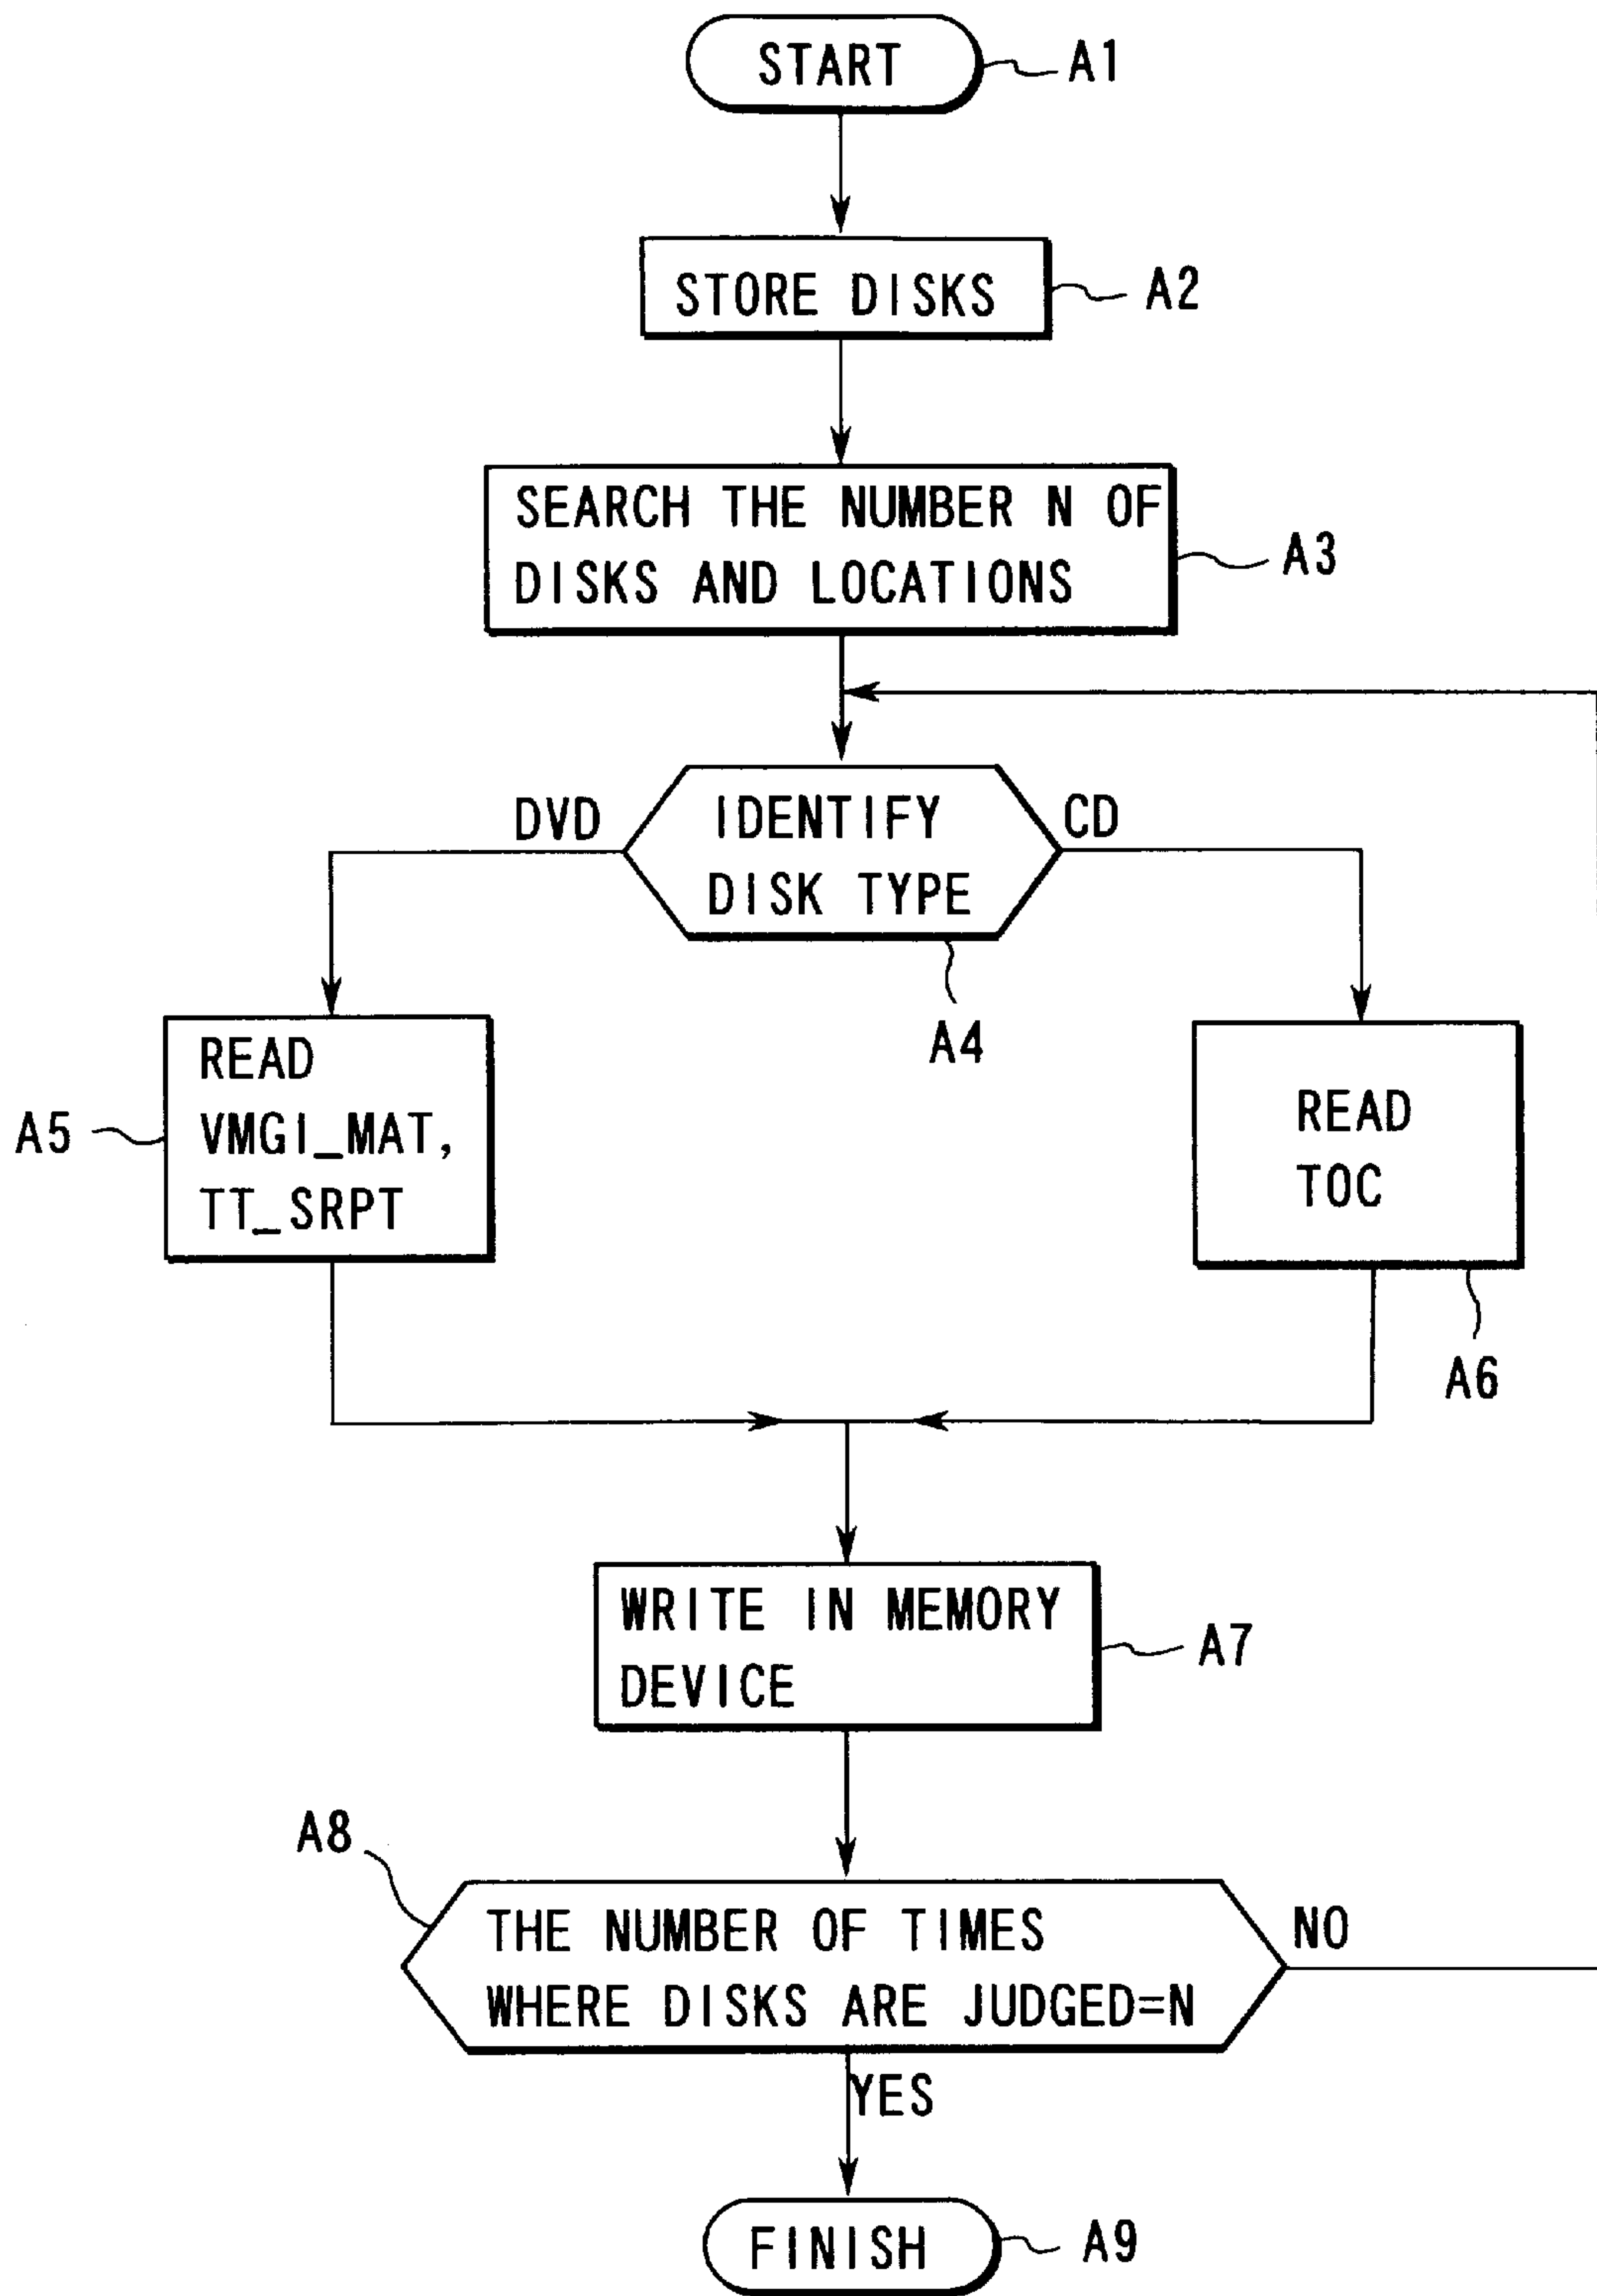 START
A1
STORE DISKS
A2
SEARCH THE NUMBER N OF
DISKS AND LOCATIONS
A3
DVD
IDENTIFY
DISK TYPE
CD
A4
READ
VMGI_MAT,
TT_SRPT
A5
READ
TOC
A6
WRITE IN MEMORY
DEVICE
A7
A8
THE NUMBER OF TIMES
WHERE DISKS ARE JUDGED=N
NO
YES
FINISH
A9